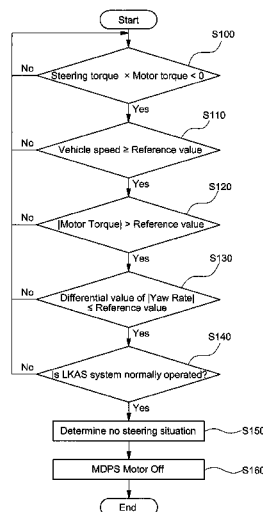 Start
S100
Steering torque × Motor torque < 0
No
Yes
S110
Vehicle speed ≥ Reference value
No
Yes
S120
|Motor Torque| > Reference value
No
Yes
S130
Differential value of |Yaw Rate|
≤ Reference value
No
Yes
S140
Is LKAS system normally operated?
No
Yes
Determine no steering situation
S150
MDPS Motor Off
S160
End